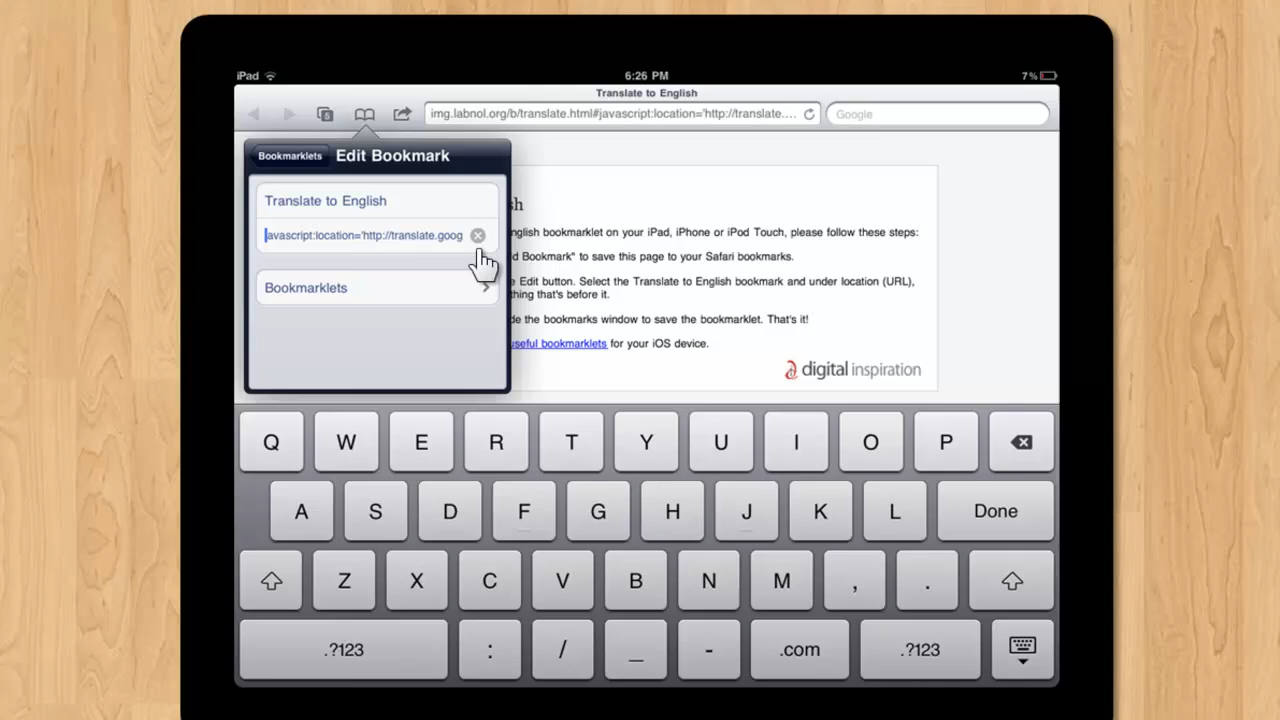 iPad
6:26 PM
7%
Translate to English
6
img.labnol.org/b/translate.html#javascript:location='http://translate....
Google
Bookmarklets
Edit Bookmark
Translate to English
avascript:location='http://translate.goog
Bookmarklets
sh
nglish bookmarklet on your iPad, iPhone or iPod Touch, please follow these steps:
d Bookmark" to save this page to your Safari bookmarks.
e Edit button. Select the Translate to English bookmark and under location (URL),
thing that's before it.
de the bookmarks window to save the bookmarklet. That's it!
useful bookmarklets for your iOS device.
digital inspiration
Q W E R T Y U I O P
A S D F G H J K L Done
Z X C V B N M , .
.?123 : / _ - .com .?123